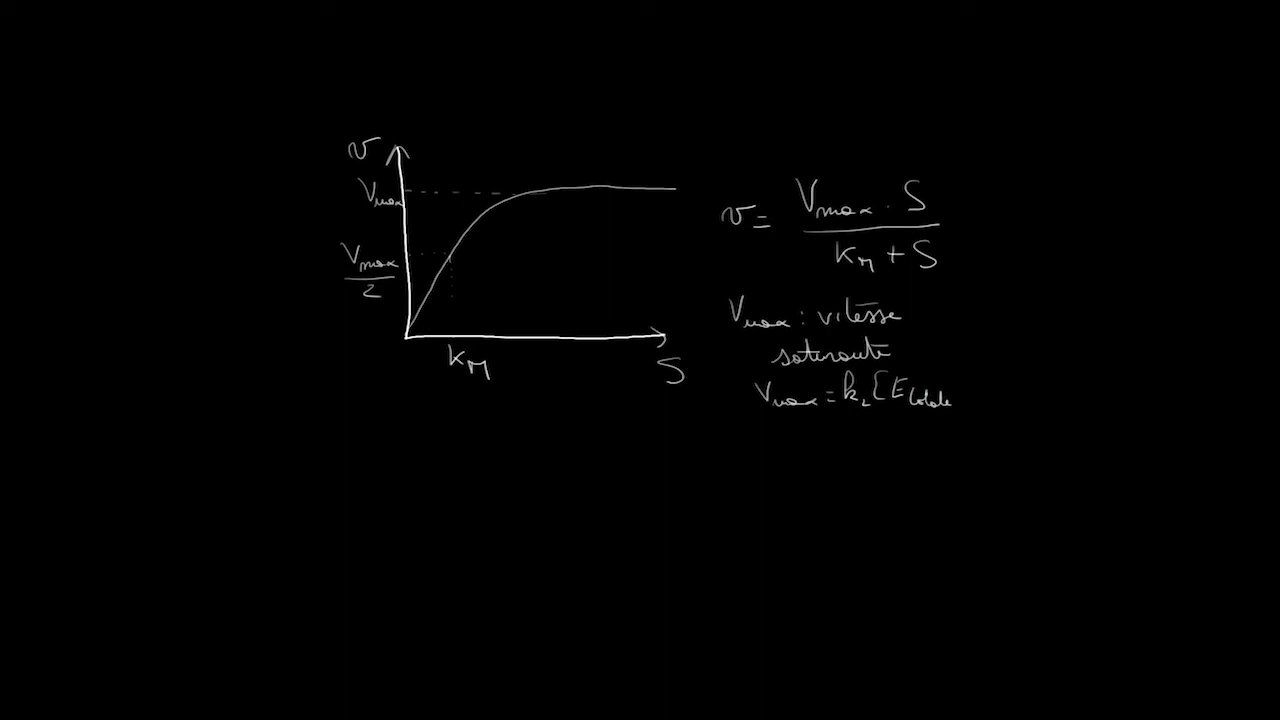 v
Vmax
Vmax
2
KM
S
v = Vmax . S
KM + S
Vmax : vitesse
saturante
Vmax = k2 [E totale